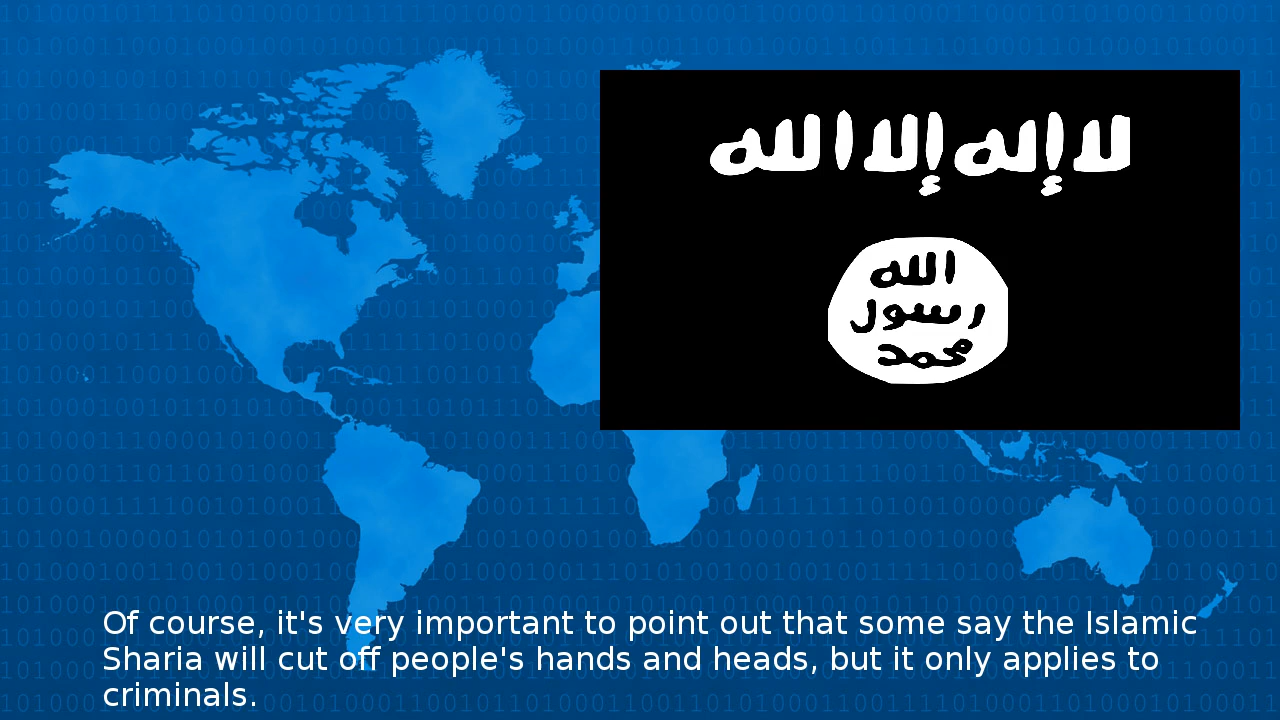 لا إله إلا الله
الله
رسول
محمد
Of course, it's very important to point out that some say the Islamic
Sharia will cut off people's hands and heads, but it only applies to
criminals.